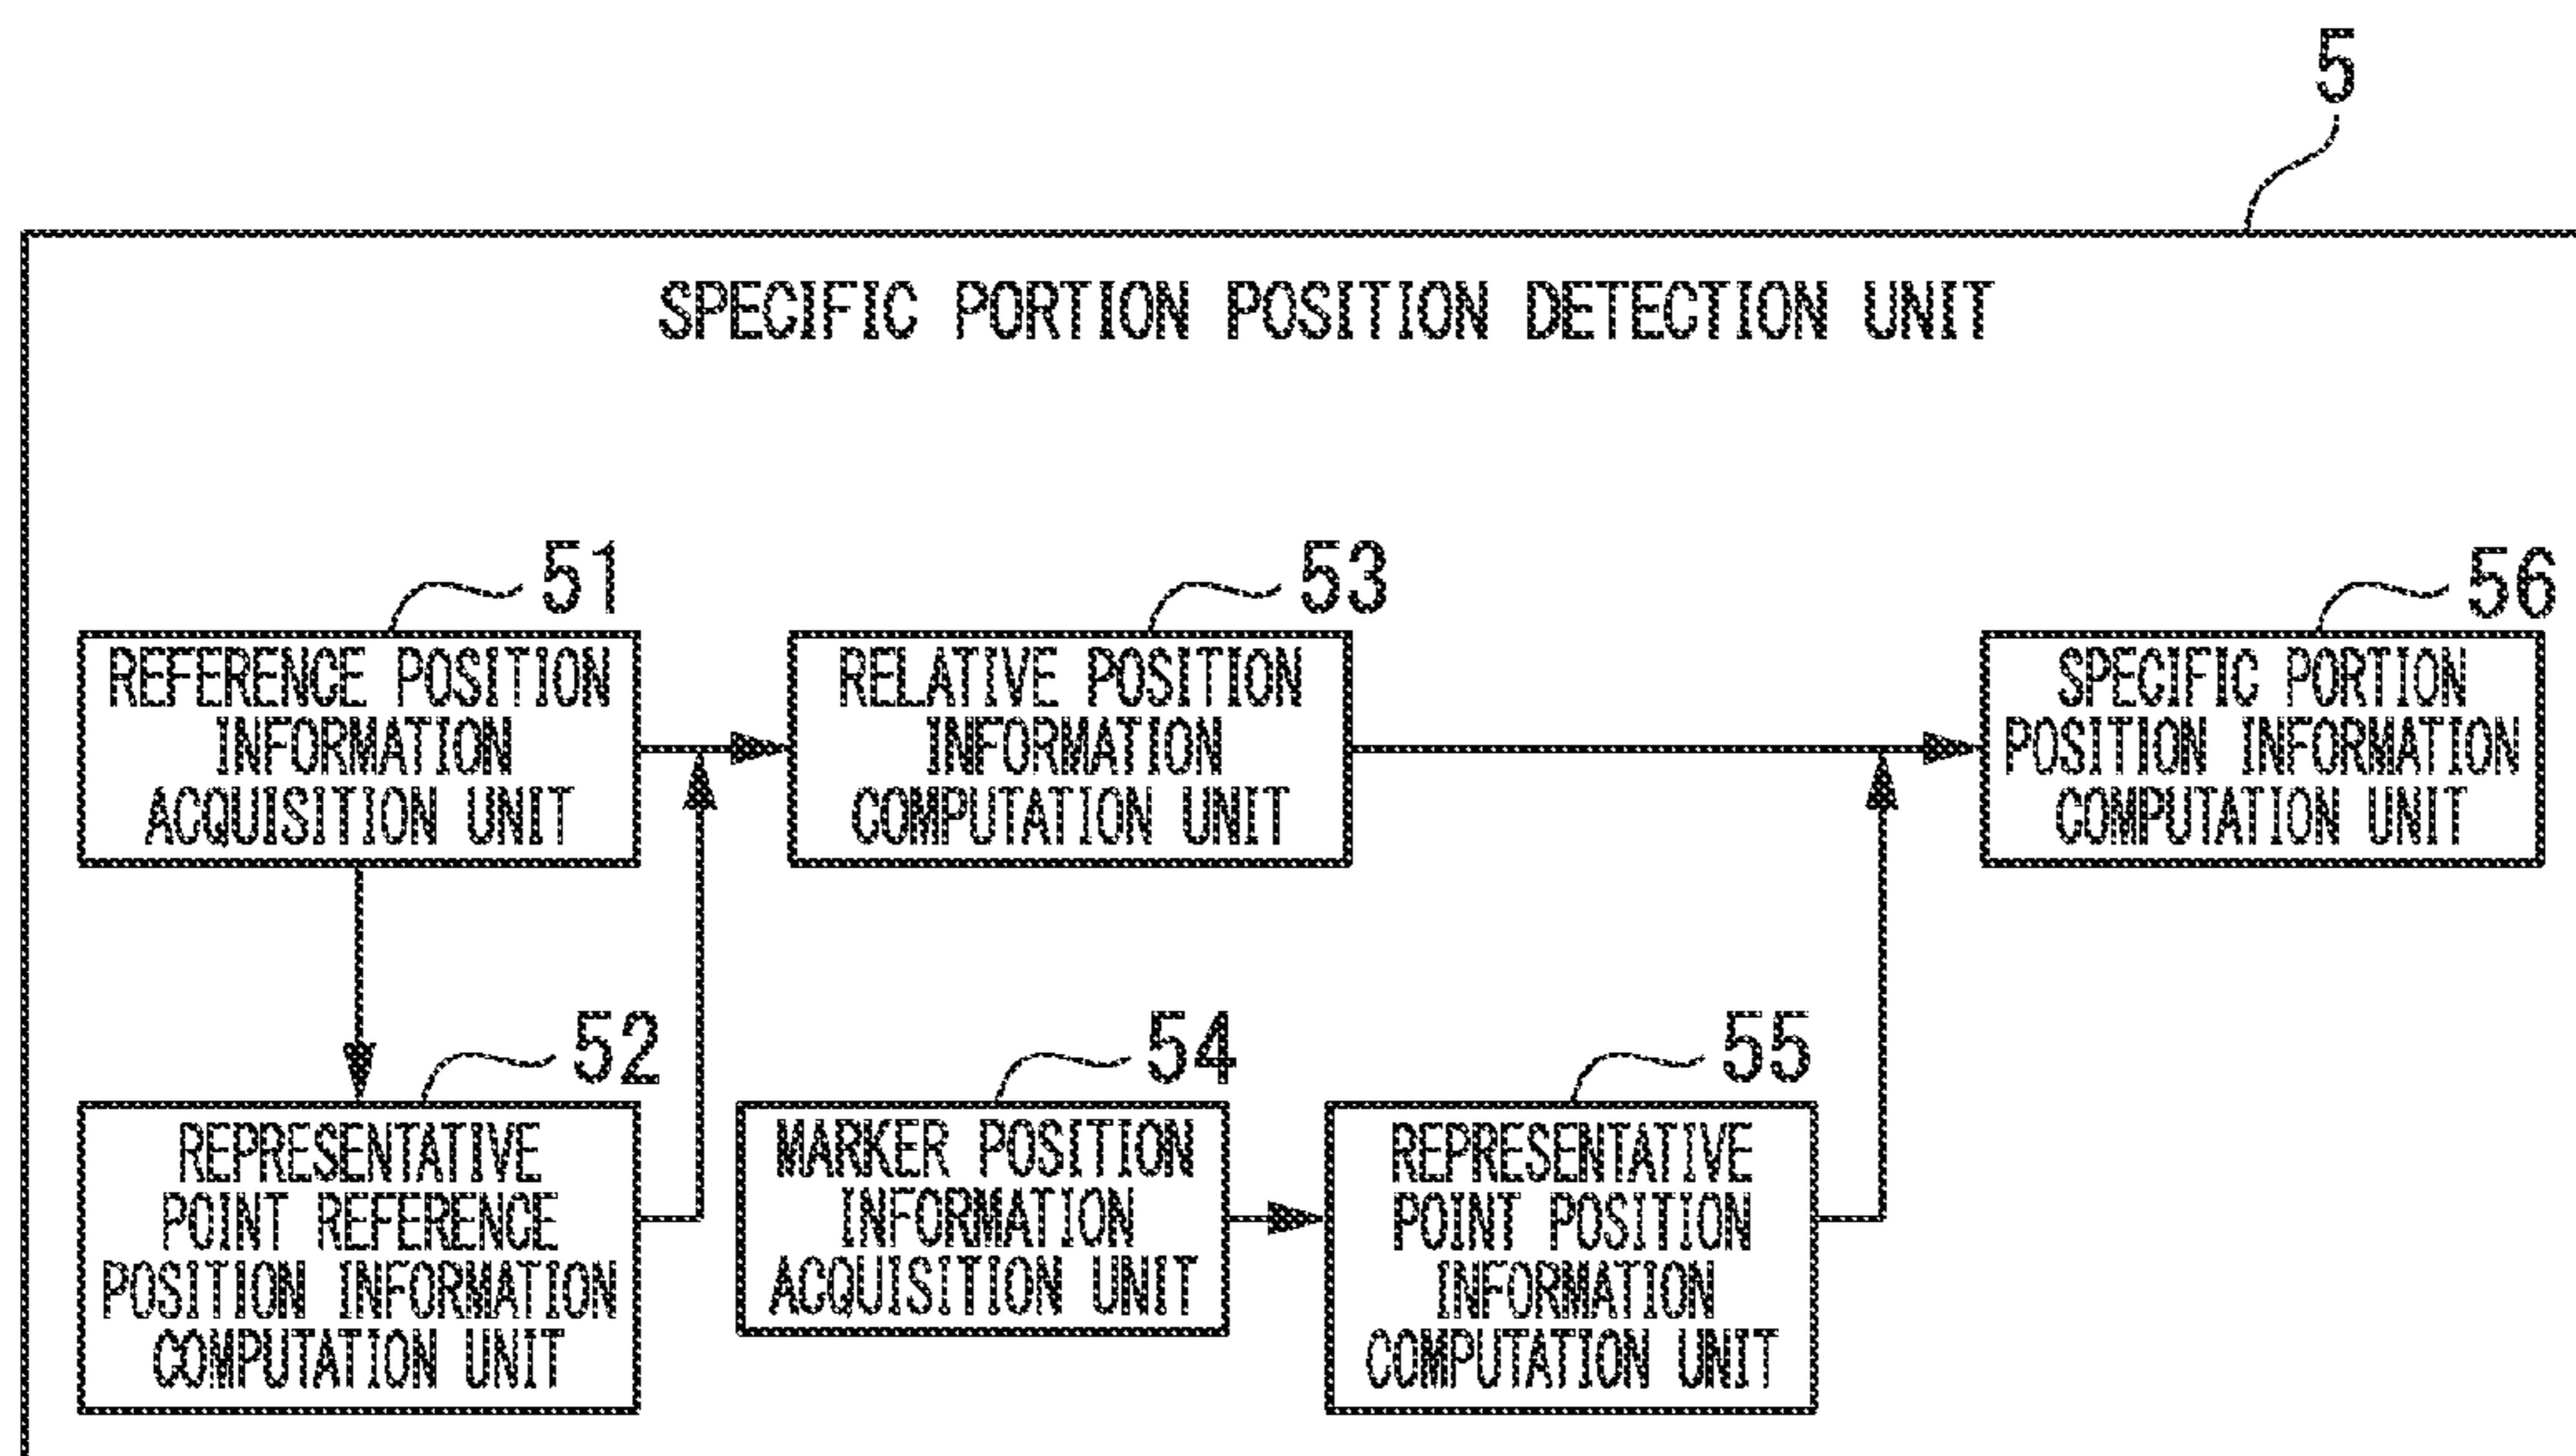 5
SPECIFIC PORTION POSITION DETECTION UNIT
51
REFERENCE POSITION
INFORMATION
ACQUISITION UNIT
53
RELATIVE POSITION
INFORMATION
COMPUTATION UNIT
56
SPECIFIC PORTION
POSITION INFORMATION
COMPUTATION UNIT
52
REPRESENTATIVE
POINT REFERENCE
POSITION INFORMATION
COMPUTATION UNIT
54
MARKER POSITION
INFORMATION
ACQUISITION UNIT
55
REPRESENTATIVE
POINT POSITION
INFORMATION
COMPUTATION UNIT